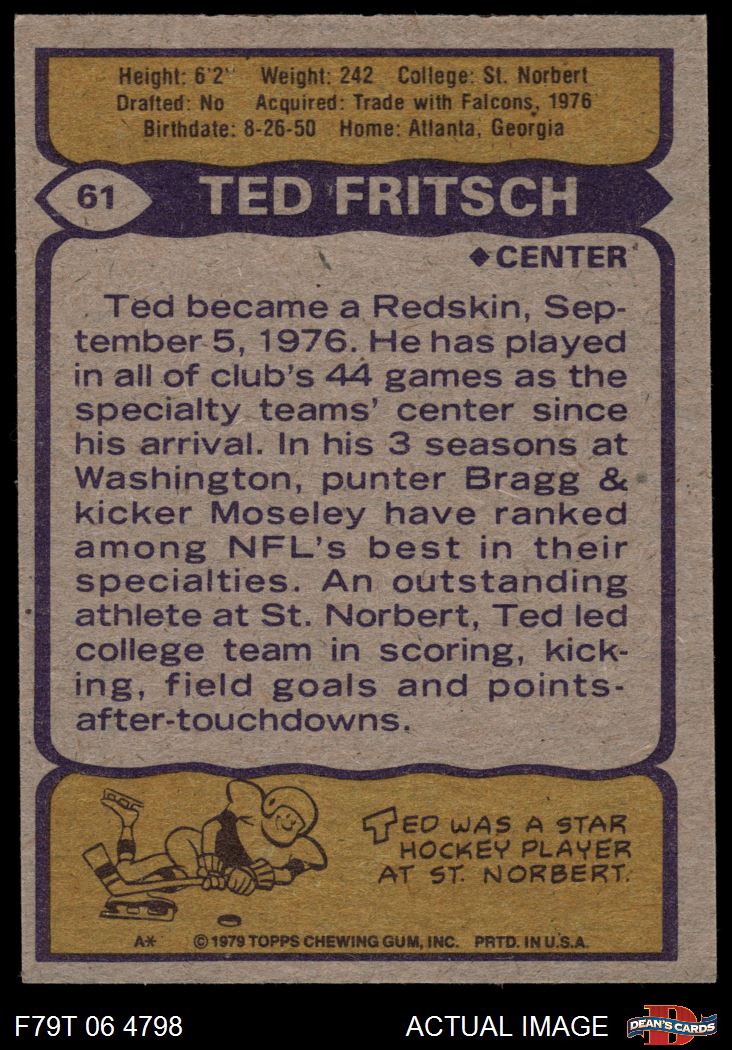 Height: 6'2" Weight: 242 College: St. Norbert
Drafted: No Acquired: Trade with Falcons, 1976
Birthdate: 8-26-50 Home: Atlanta, Georgia
61 TED FRITSCH
◆CENTER
Ted became a Redskin, Sep-
tember 5, 1976. He has played
in all of club's 44 games as the
specialty teams' center since
his arrival. In his 3 seasons at
Washington, punter Bragg &
kicker Moseley have ranked
among NFL's best in their
specialties. An outstanding
athlete at St. Norbert, Ted led
college team in scoring, kick-
ing, field goals and points-
after-touchdowns.
TED WAS A STAR
HOCKEY PLAYER
AT ST. NORBERT.
A* ©1979 TOPPS CHEWING GUM, INC. PRTD. IN U.S.A.
F79T 06 4798 ACTUAL IMAGE D DEAN'S CARDS